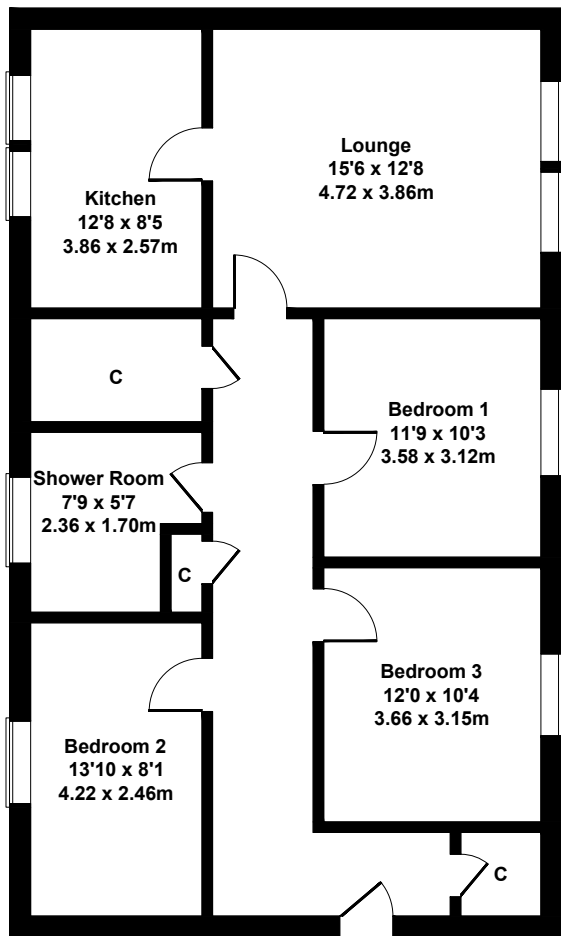 Lounge
15'6 x 12'8
4.72 x 3.86m
Kitchen
12'8 x 8'5
3.86 x 2.57m
C
Bedroom 1
11'9 x 10'3
3.58 x 3.12m
Shower Room
7'9 x 5'7
2.36 x 1.70m
C
Bedroom 3
12'0 x 10'4
3.66 x 3.15m
Bedroom 2
13'10 x 8'1
4.22 x 2.46m
C